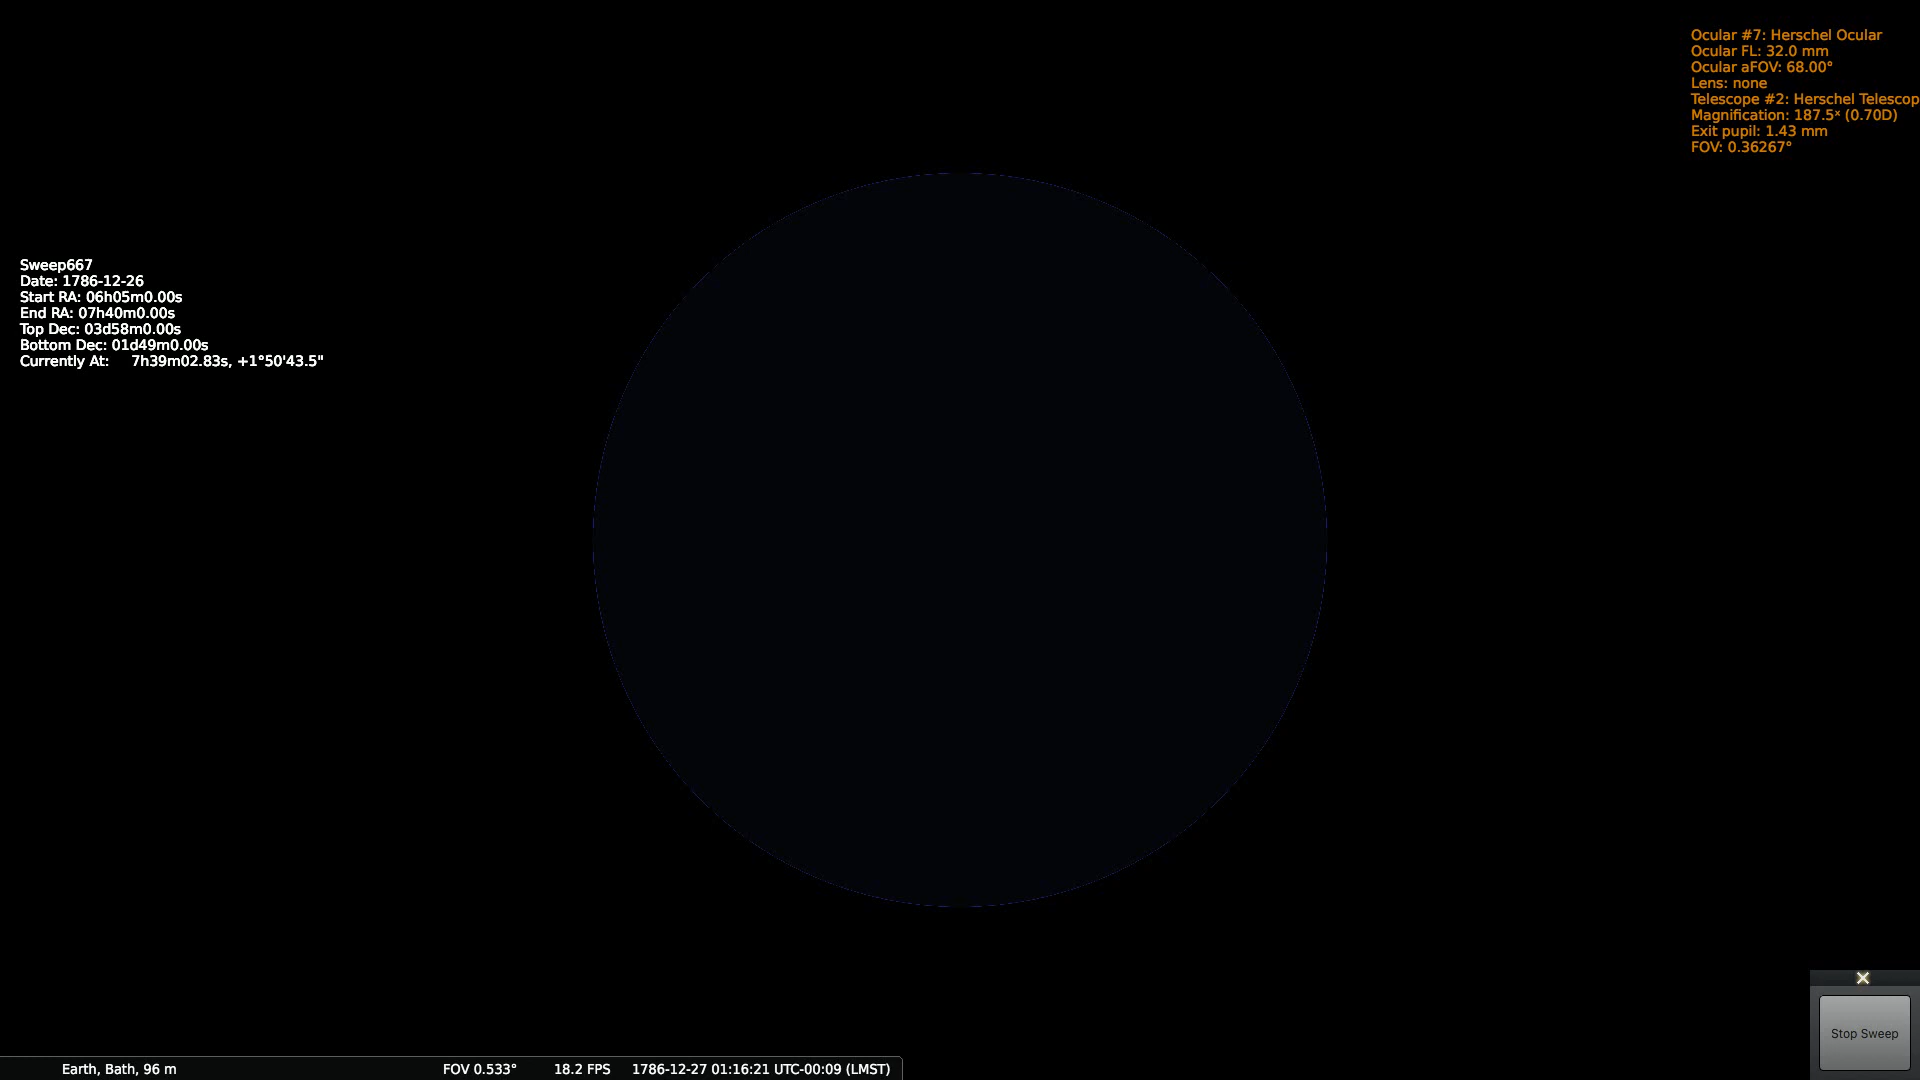 Ocular #7: Herschel Ocular
Ocular FL: 32.0 mm
Ocular aFOV: 68.00°
Lens: none
Telescope #2: Herschel Telescop
Magnification: 187.5ˣ (0.70D)
Exit pupil: 1.43 mm
FOV: 0.36267°
Sweep667
Date: 1786-12-26
Start RA: 06h05m0.00s
End RA: 07h40m0.00s
Top Dec: 03d58m0.00s
Bottom Dec: 01d49m0.00s
Currently At: 7h39m02.83s, +1°50'43.5"
Stop Sweep
Earth, Bath, 96 m FOV 0.533° 18.2 FPS 1786-12-27 01:16:21 UTC-00:09 (LMST)